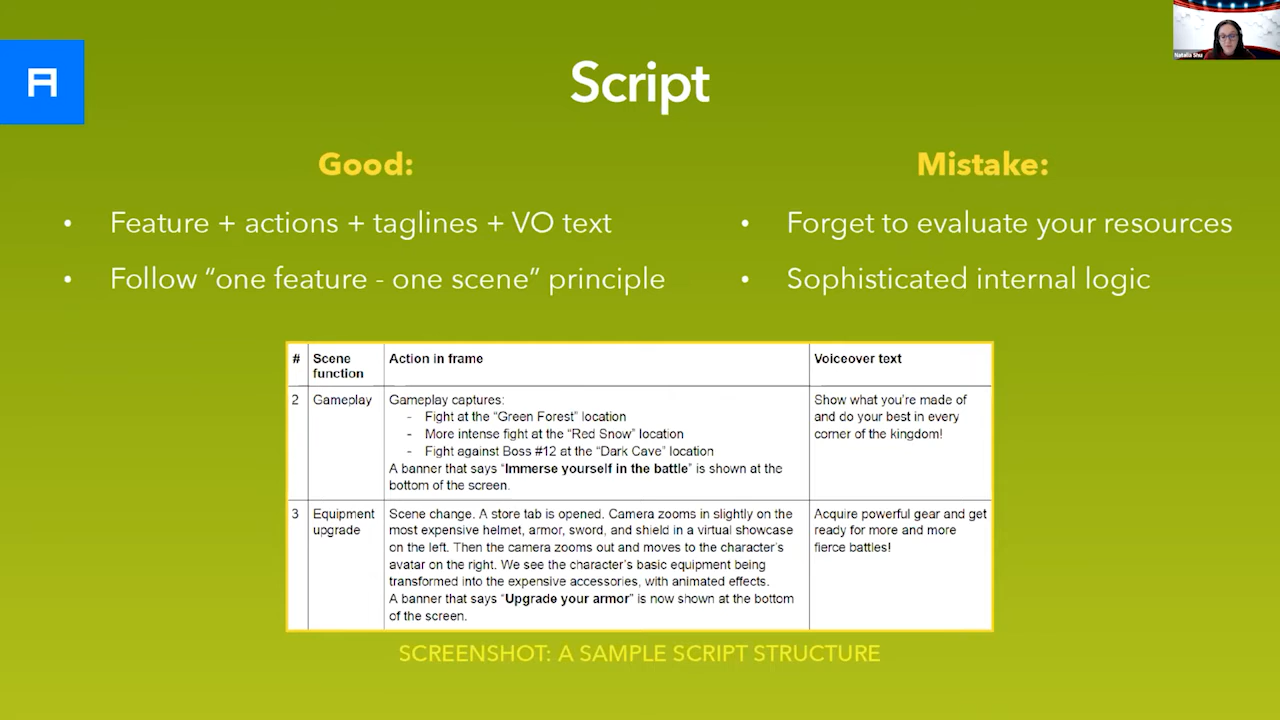 Natalia Shu
Script
Good:
• Feature + actions + taglines + VO text
• Follow “one feature - one scene” principle
Mistake:
• Forget to evaluate your resources
• Sophisticated internal logic
# Scene function Action in frame Voiceover text
2 Gameplay
Gameplay captures:
- Fight at the “Green Forest” location
- More intense fight at the “Red Snow” location
- Fight against Boss #12 at the “Dark Cave” location
A banner that says “Immerse yourself in the battle” is shown at the
bottom of the screen.
Show what you’re made of
and do your best in every
corner of the kingdom!
3 Equipment
upgrade
Scene change. A store tab is opened. Camera zooms in slightly on the
most expensive helmet, armor, sword, and shield in a virtual showcase
on the left. Then the camera zooms out and moves to the character’s
avatar on the right. We see the character’s basic equipment being
transformed into the expensive accessories, with animated effects.
A banner that says “Upgrade your armor” is now shown at the bottom
of the screen.
Acquire powerful gear and get
ready for more and more
fierce battles!
SCREENSHOT: A SAMPLE SCRIPT STRUCTURE